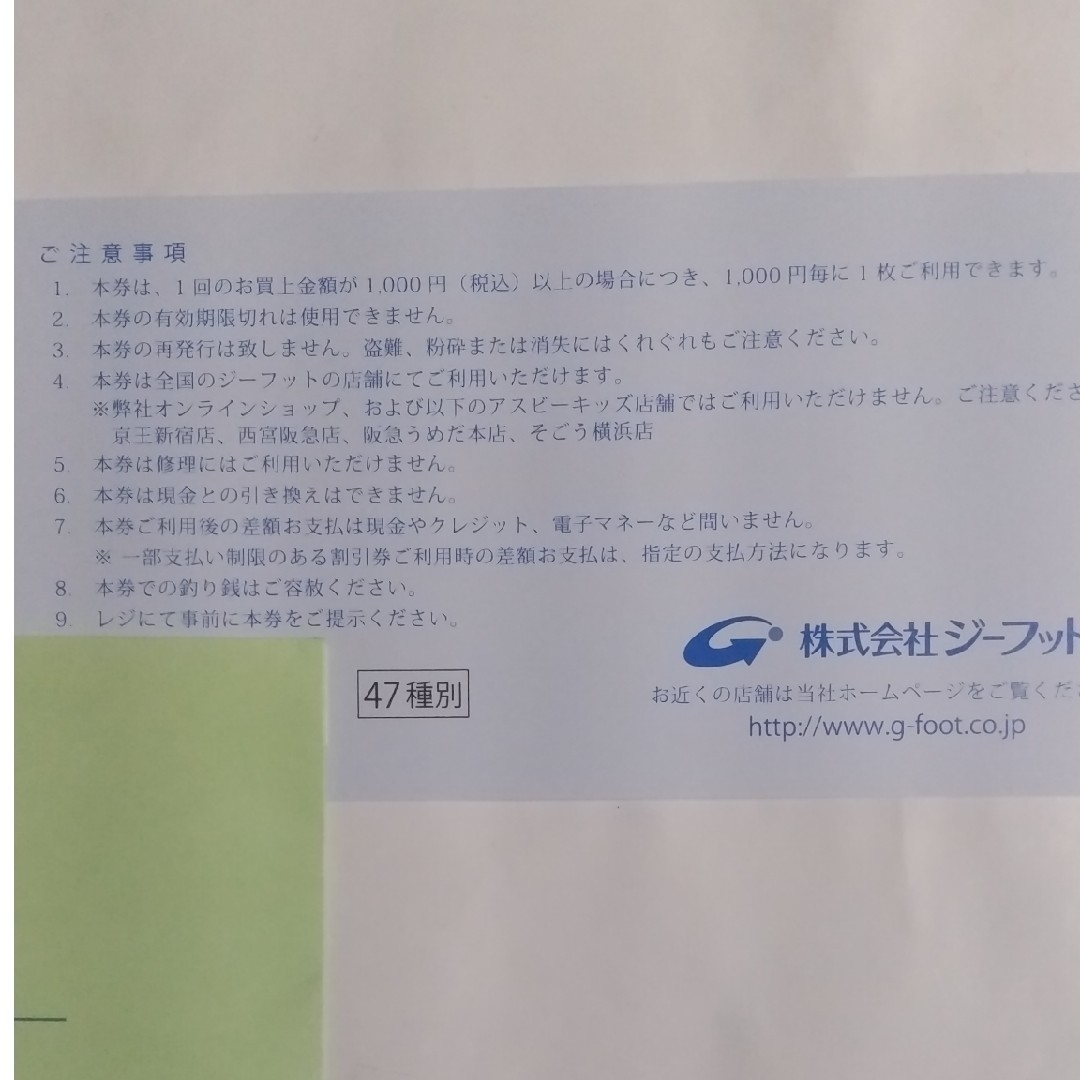 ご注意事項
1. 本券は、1回のお買上金額が1,000円（税込）以上の場合につき、1,000円毎に1枚ご利用できます。
2. 本券の有効期限切れは使用できません。
3. 本券の再発行は致しません。盗難、粉砕または消失にはくれぐれもご注意ください。
4. 本券は全国のジーフットの店舗にてご利用いただけます。
※弊社オンラインショップ、および以下のアスビーキッズ店舗ではご利用いただけません。ご注意くださ
京王新宿店、西宮阪急店、阪急うめだ本店、そごう横浜店
5. 本券は修理にはご利用いただけません。
6. 本券は現金との引き換えはできません。
7. 本券ご利用後の差額お支払は現金やクレジット、電子マネーなど問いません。
※ 一部支払い制限のある割引券ご利用時の差額お支払は、指定の支払方法になります。
8. 本券での釣り銭はご容赦ください。
9. レジにて事前に本券をご提示ください。
株式会社ジーフット
47種別
お近くの店舗は当社ホームページをご覧くだ
http://www.g-foot.co.jp